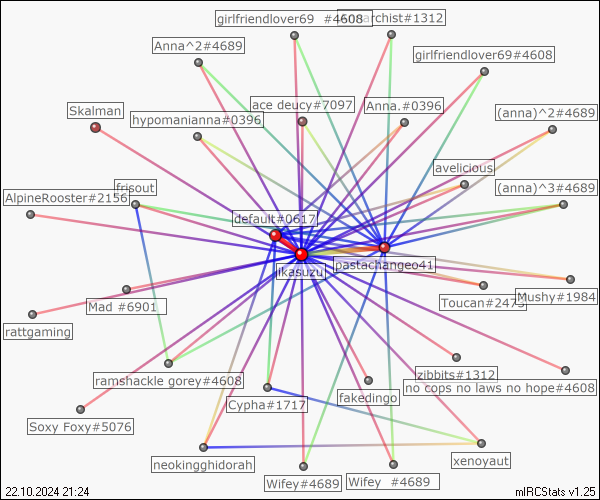 girlfriendlover69  #4608
archist#1312
Anna^2#4689
girlfriendlover69#4608
ace deucy#7097
Anna.#0396
Skalman
hypomanianna#0396
(anna)^2#4689
avelicious
frisout
AlpineRooster#2156
(anna)^3#4689
default#0617
ikasuzu
pastachangeo41
Toucan#2473
Mushy#1984
Mad #6901
rattgaming
ramshackle gorey#4608
zibbits#1312
no cops no laws no hope#4608
fakedingo
Cypha#1717
Soxy Foxy#5076
neokingghidorah
xenoyaut
Wifey#4689
Wifey  #4689
22.10.2024 21:24
mIRCStats v1.25